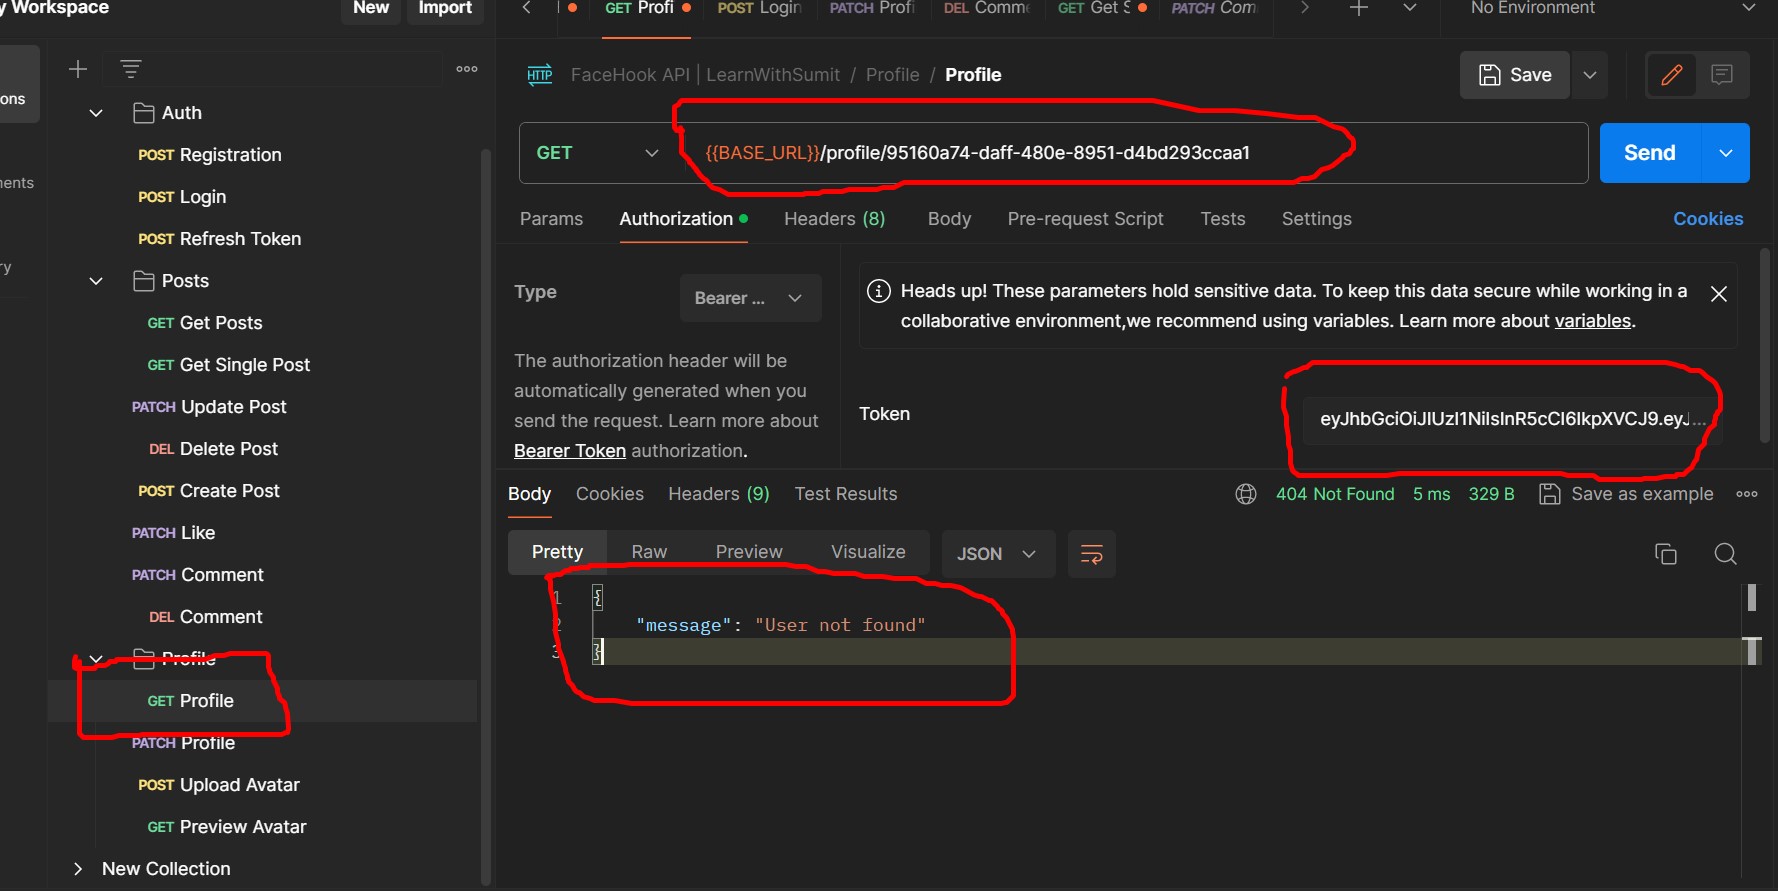 y Workspace
New
Import
GET Profi
POST Login
PATCH Profi
DEL Comme
GET Get S
PATCH Com
No Environment
ons
nents
ry
Auth
POST Registration
POST Login
POST Refresh Token
Posts
GET Get Posts
GET Get Single Post
PATCH Update Post
DEL Delete Post
POST Create Post
PATCH Like
PATCH Comment
DEL Comment
Profile
GET Profile
PATCH Profile
POST Upload Avatar
GET Preview Avatar
New Collection
HTTP FaceHook API | LearnWithSumit / Profile / Profile
Save
GET
{{BASE_URL}}/profile/95160a74-daff-480e-8951-d4bd293ccaa1
Send
Params Authorization Headers (8) Body Pre-request Script Tests Settings Cookies
Type
Bearer ...
The authorization header will be
automatically generated when you
send the request. Learn more about
Bearer Token authorization.
Heads up! These parameters hold sensitive data. To keep this data secure while working in a
collaborative environment,we recommend using variables. Learn more about variables.
Token
eyJhbGciOiJIUzI1NiIsInR5cCI6IkpXVCJ9.eyJ...
Body Cookies Headers (9) Test Results
404 Not Found 5 ms 329 B Save as example
Pretty Raw Preview Visualize JSON
1 {
2 "message": "User not found"
3 }